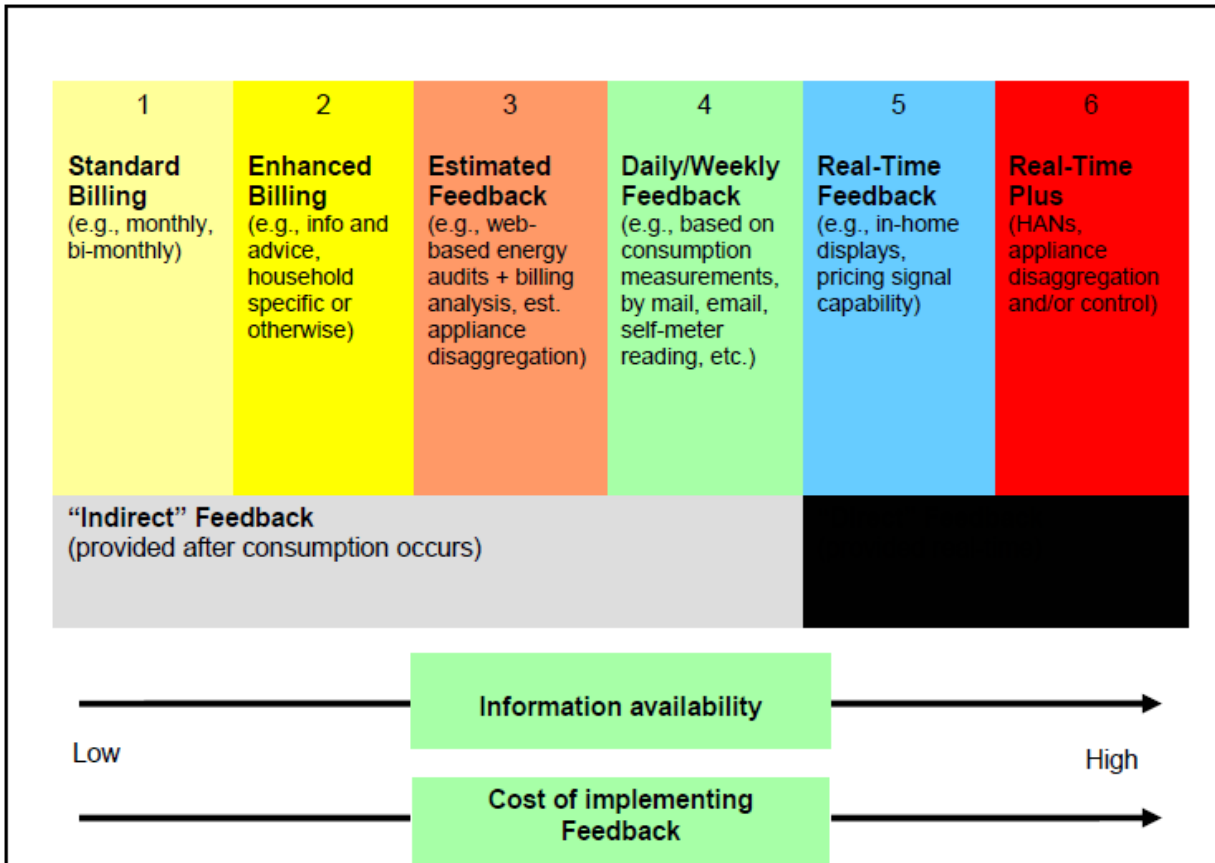 1
Standard
Billing
(e.g., monthly,
bi-monthly)
2
Enhanced
Billing
(e.g., info and
advice,
household
specific or
otherwise)
3
Estimated
Feedback
(e.g., web-
based energy
audits + billing
analysis, est.
appliance
disaggregation)
4
Daily/Weekly
Feedback
(e.g., based on
consumption
measurements,
by mail, email,
self-meter
reading, etc.)
5
Real-Time
Feedback
(e.g., in-home
displays,
pricing signal
capability)
6
Real-Time
Plus
(HANs,
appliance
disaggregation
and/or control)
“Indirect” Feedback
(provided after consumption occurs)
Information availability
Low
High
Cost of implementing
Feedback